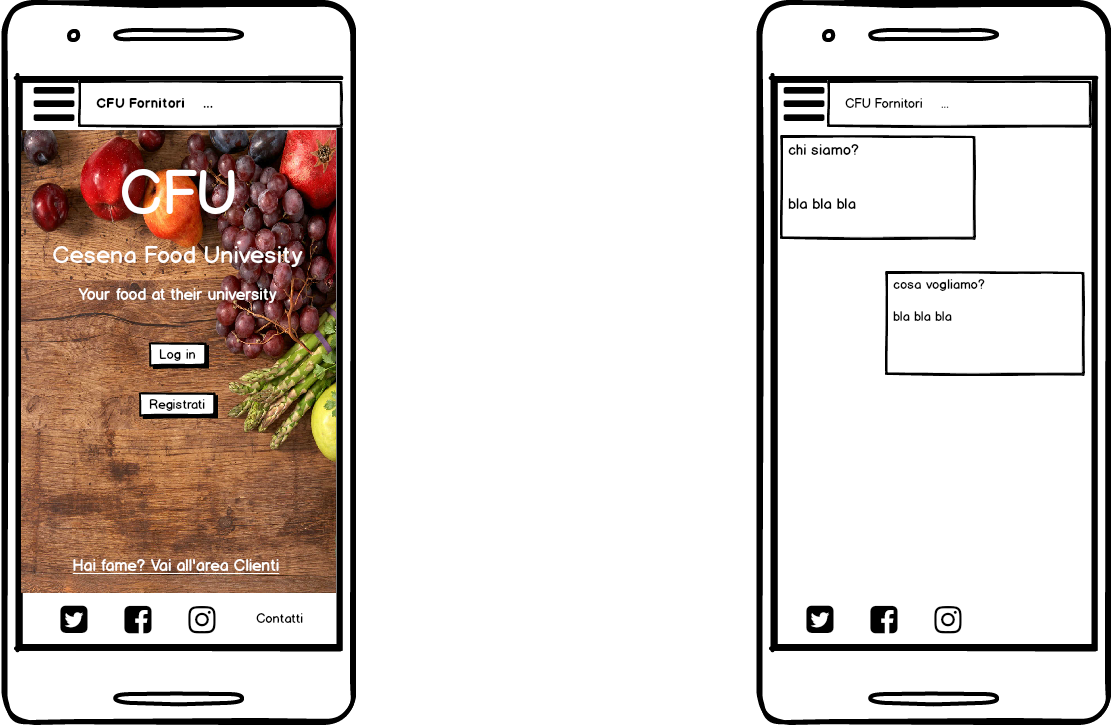 CFU Fornitori ...
CFU
Cesena Food Univesity
Your food at their university
Log in
Registrati
Hai fame? Vai all'area Clienti
Contatti
CFU Fornitori ...
chi siamo?
bla bla bla
cosa vogliamo?
bla bla bla